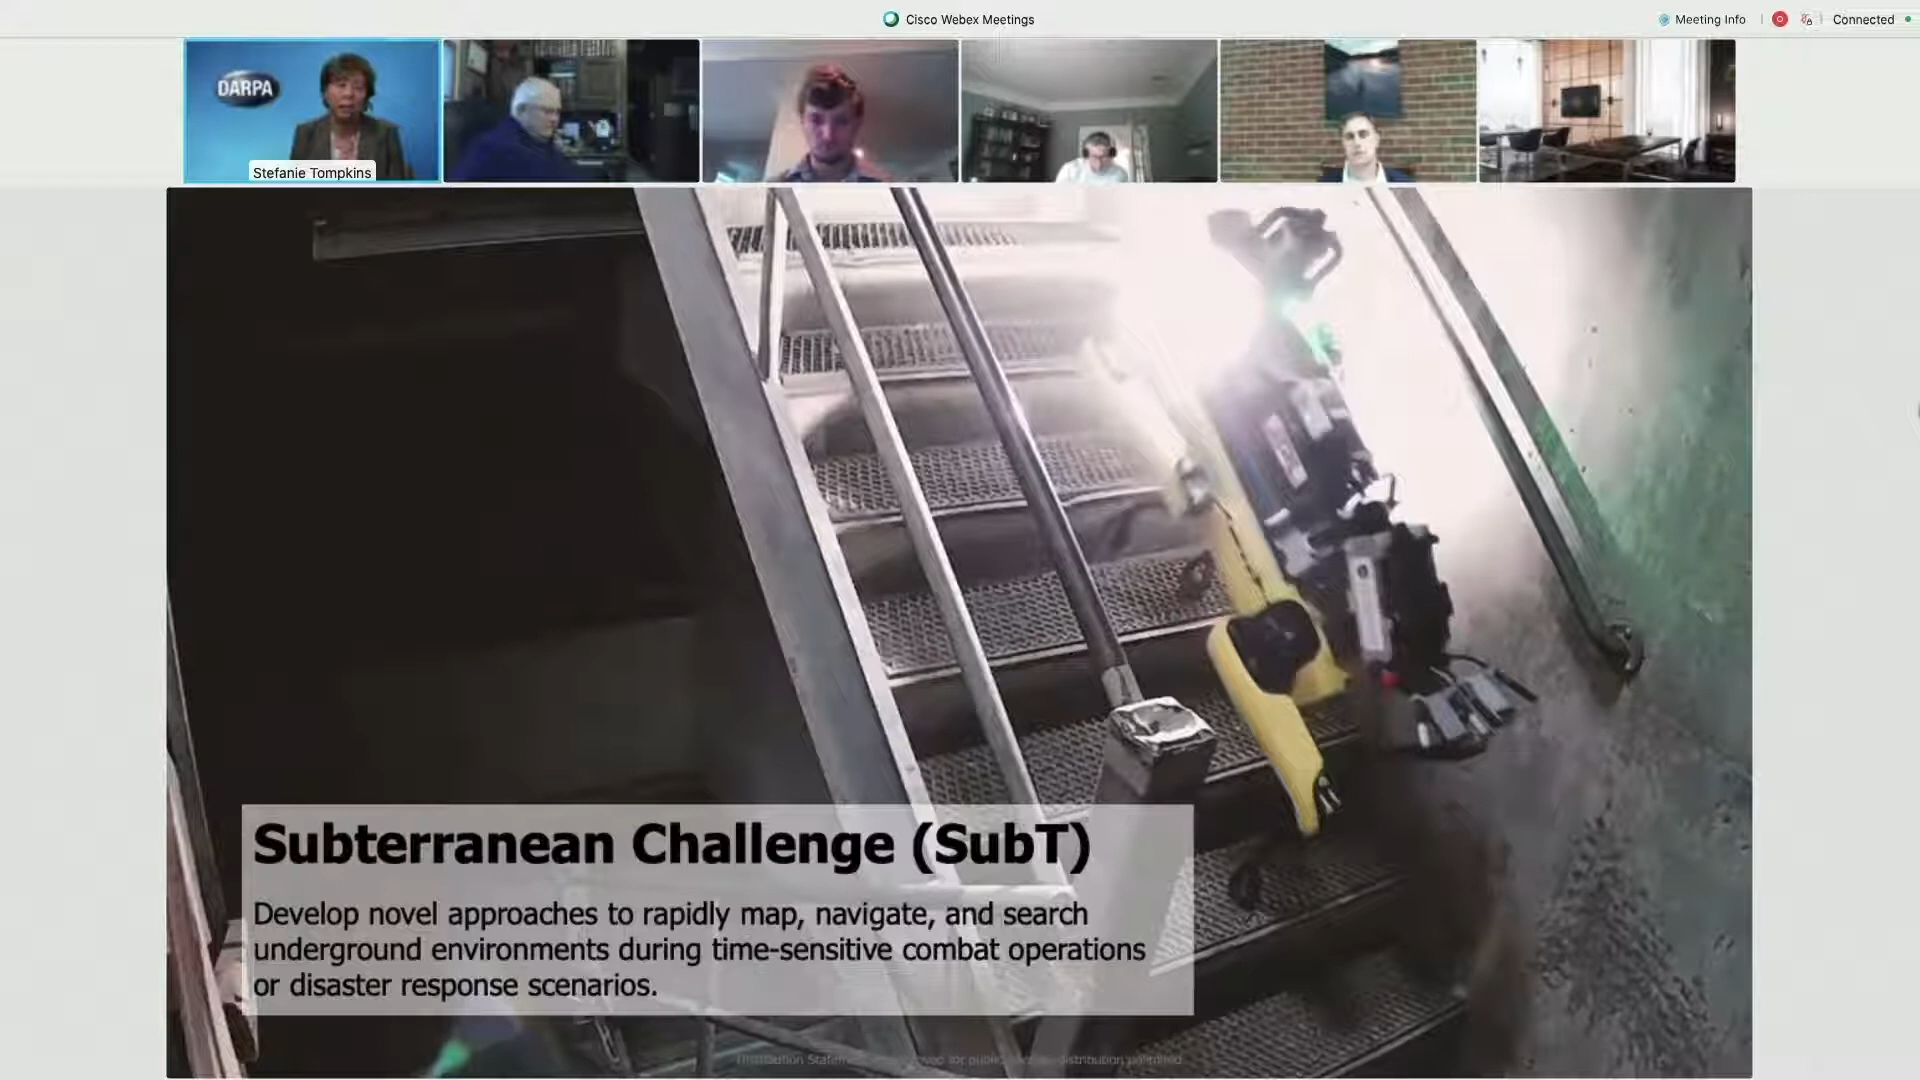 Cisco Webex Meetings
Meeting Info
Connected
DARPA
Stefanie Tompkins
Subterranean Challenge (SubT)
Develop novel approaches to rapidly map, navigate, and search
underground environments during time-sensitive combat operations
or disaster response scenarios.